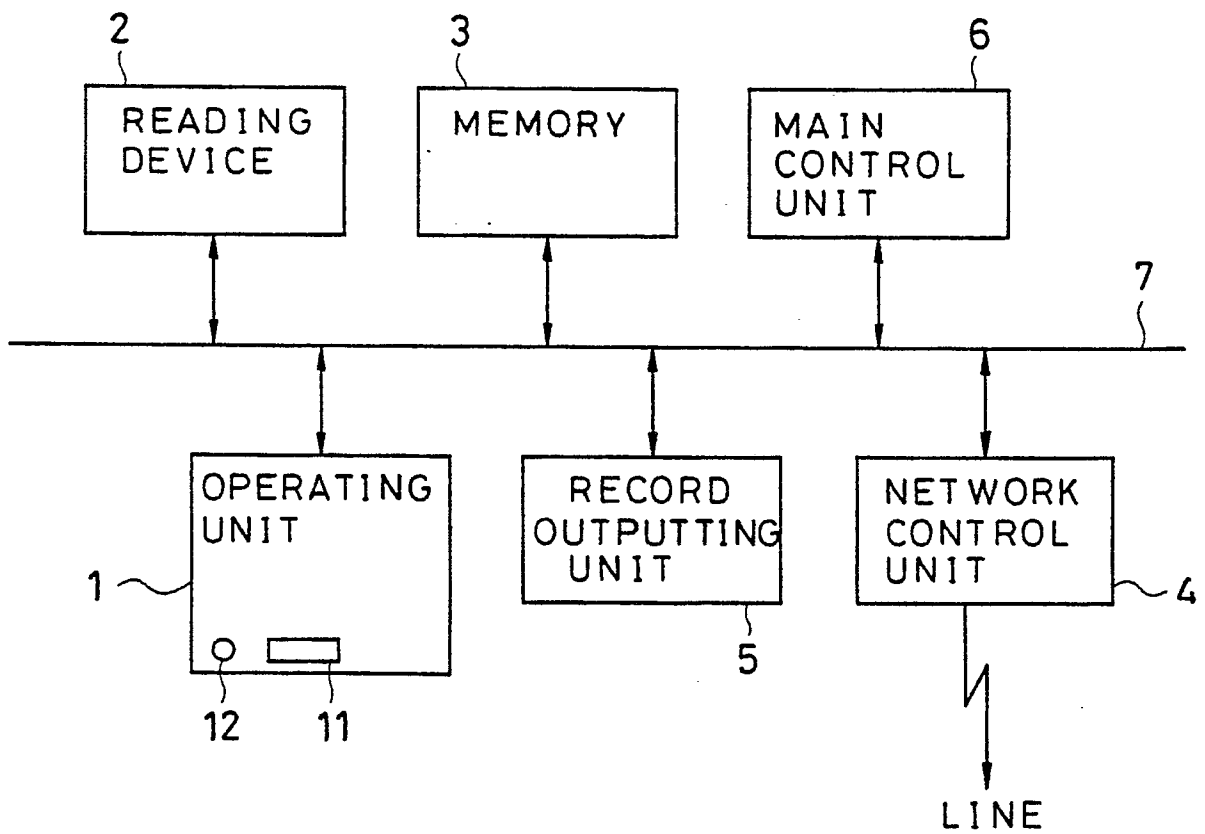 2
3
6
READING
DEVICE
MEMORY
MAIN
CONTROL
UNIT
7
OPERATING
UNIT
RECORD
OUTPUTTING
UNIT
NETWORK
CONTROL
UNIT
1
4
5
12
11
LINE